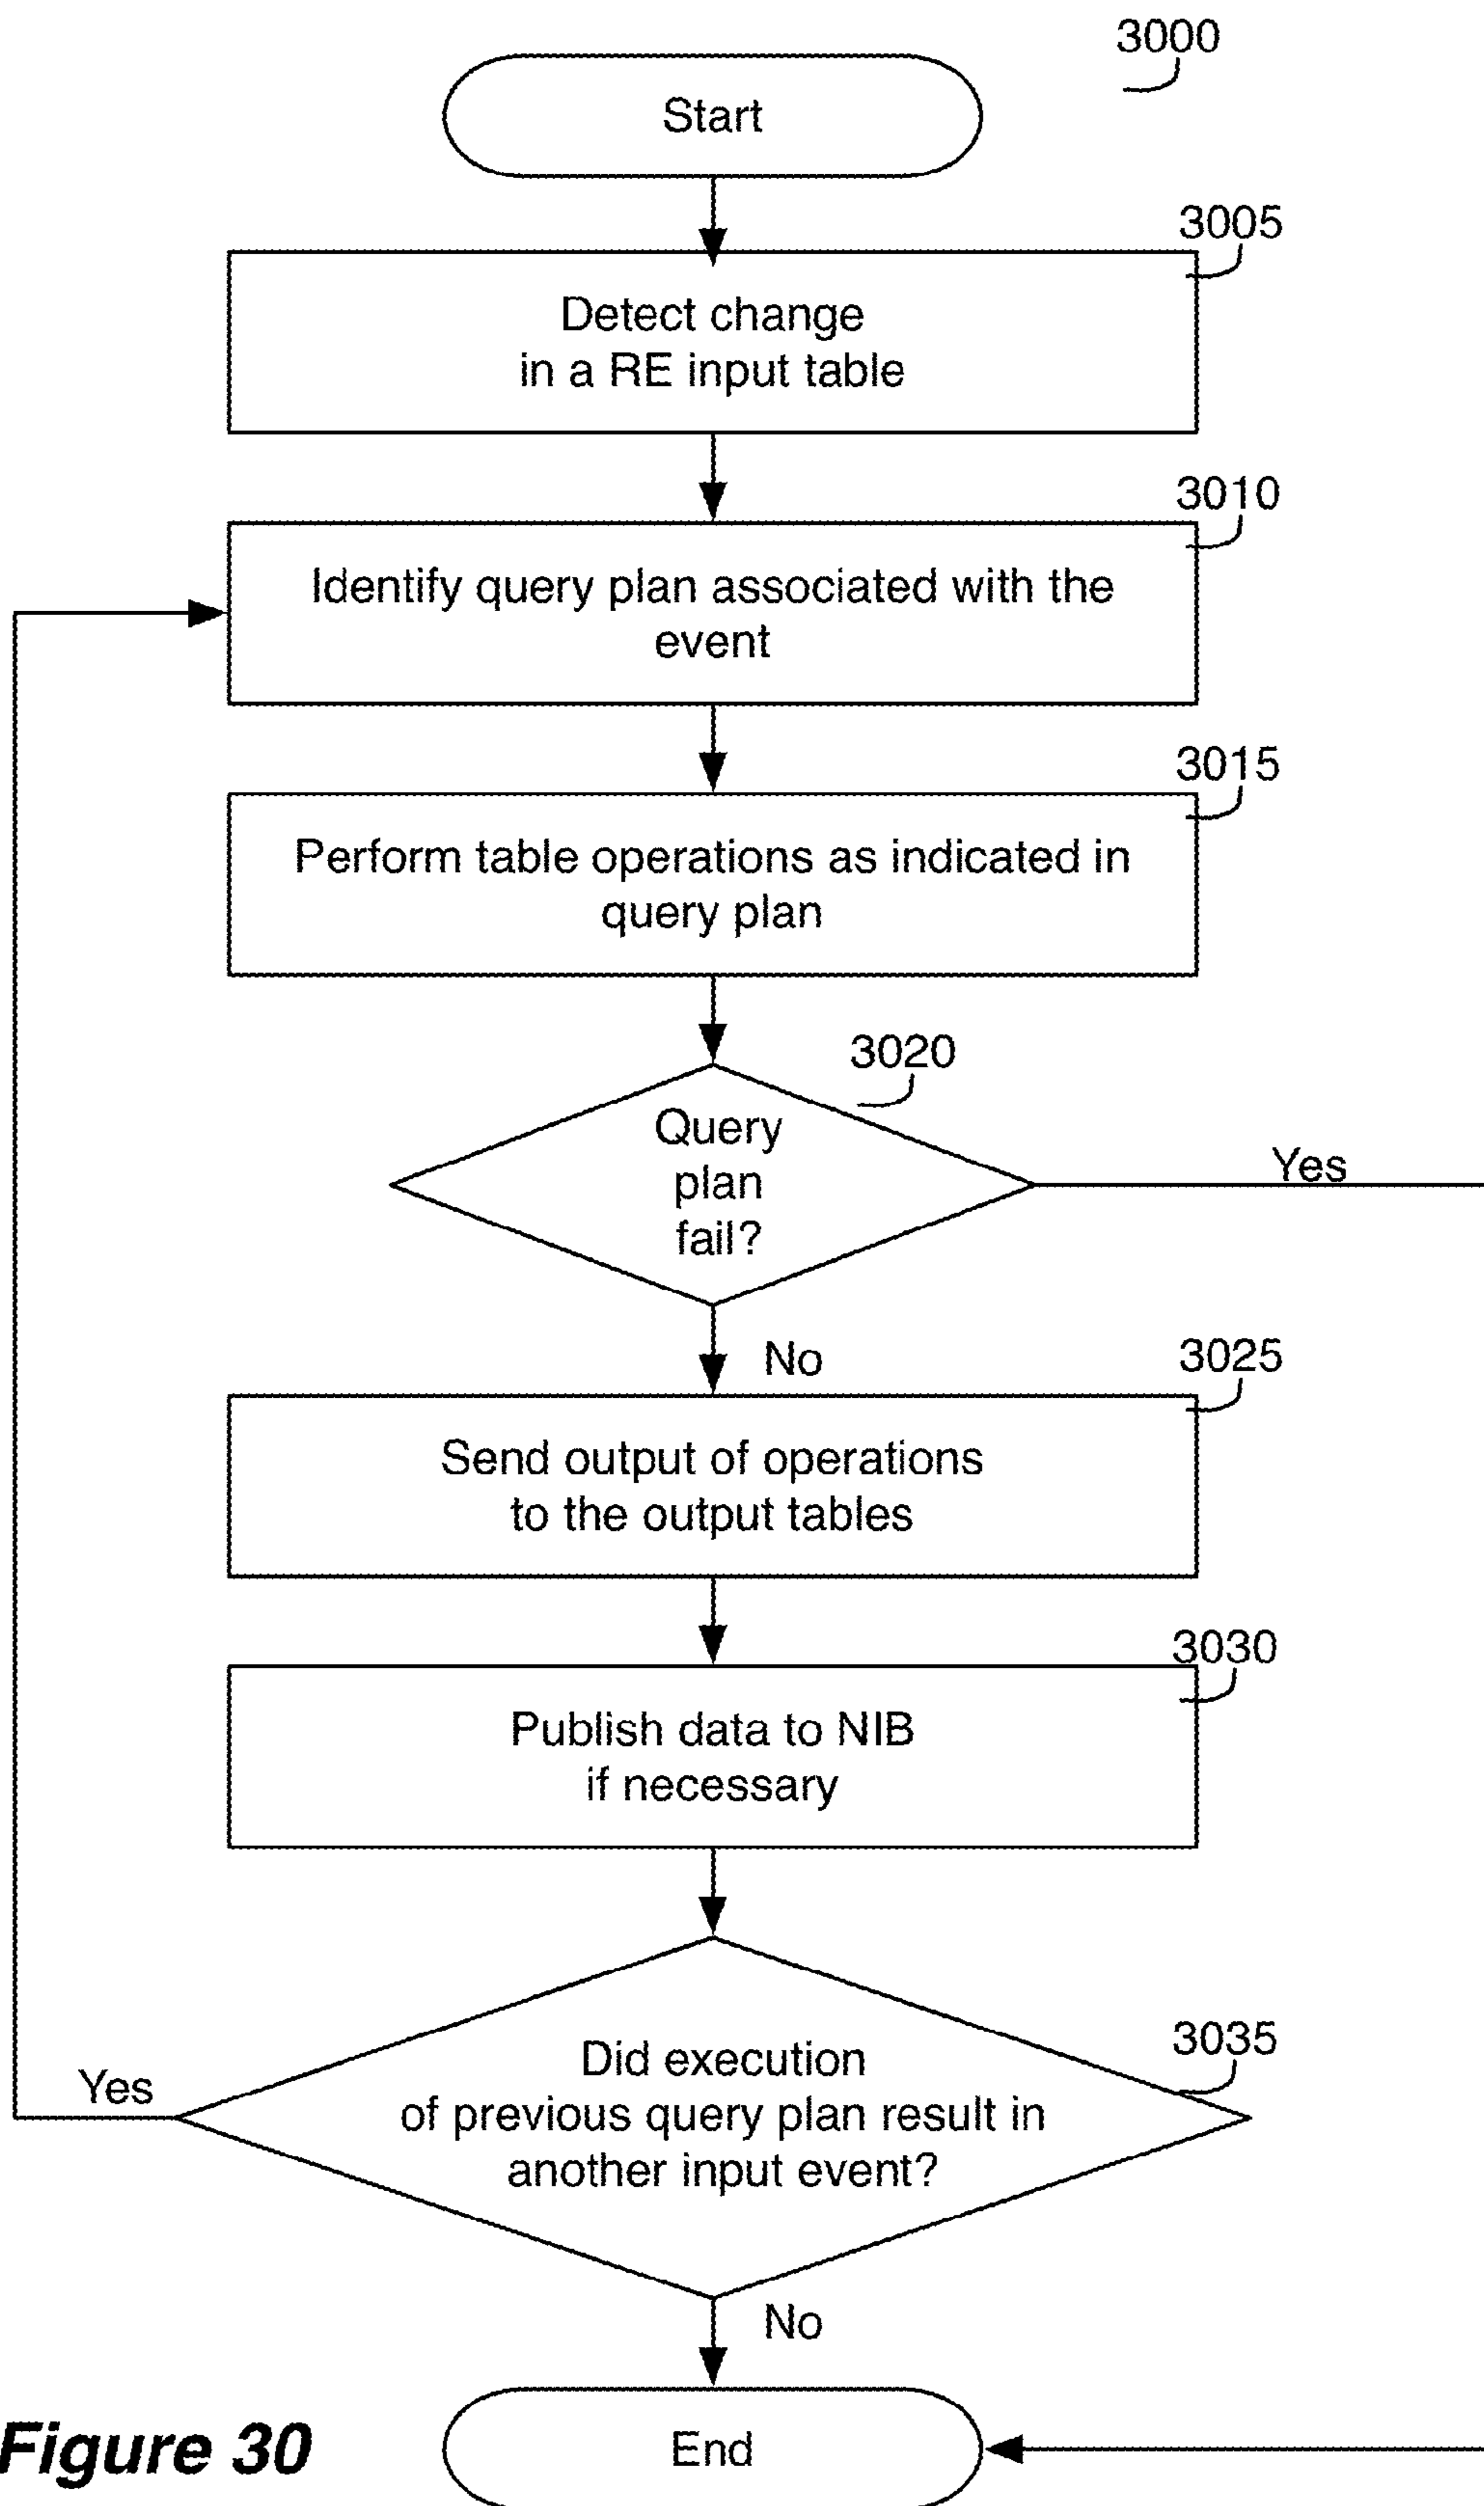 3000
Start
3005
Detect change
in a RE input table
3010
Identify query plan associated with the
event
3015
Perform table operations as indicated in
query plan
3020
Query
plan
fail?
Yes
No
3025
Send output of operations
to the output tables
3030
Publish data to NIB
if necessary
3035
Did execution
of previous query plan result in
another input event?
Yes
No
End
Figure 30